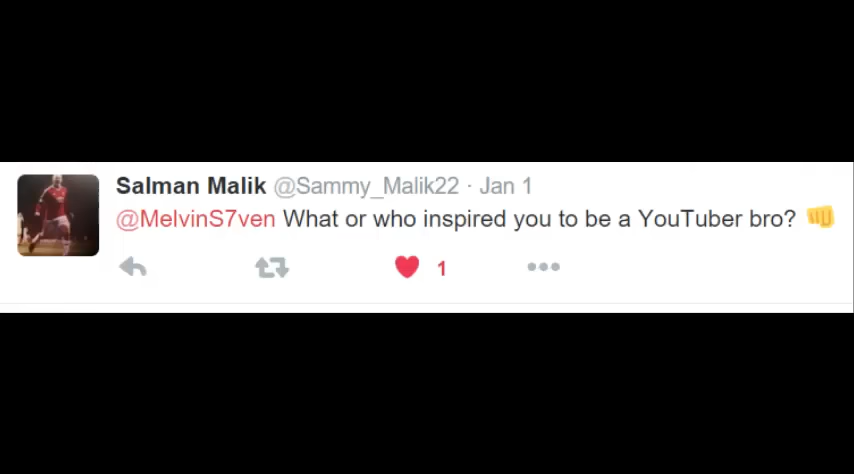 Salman Malik @Sammy_Malik22 · Jan 1
@MelvinS7ven What or who inspired you to be a YouTuber bro? 👊
1